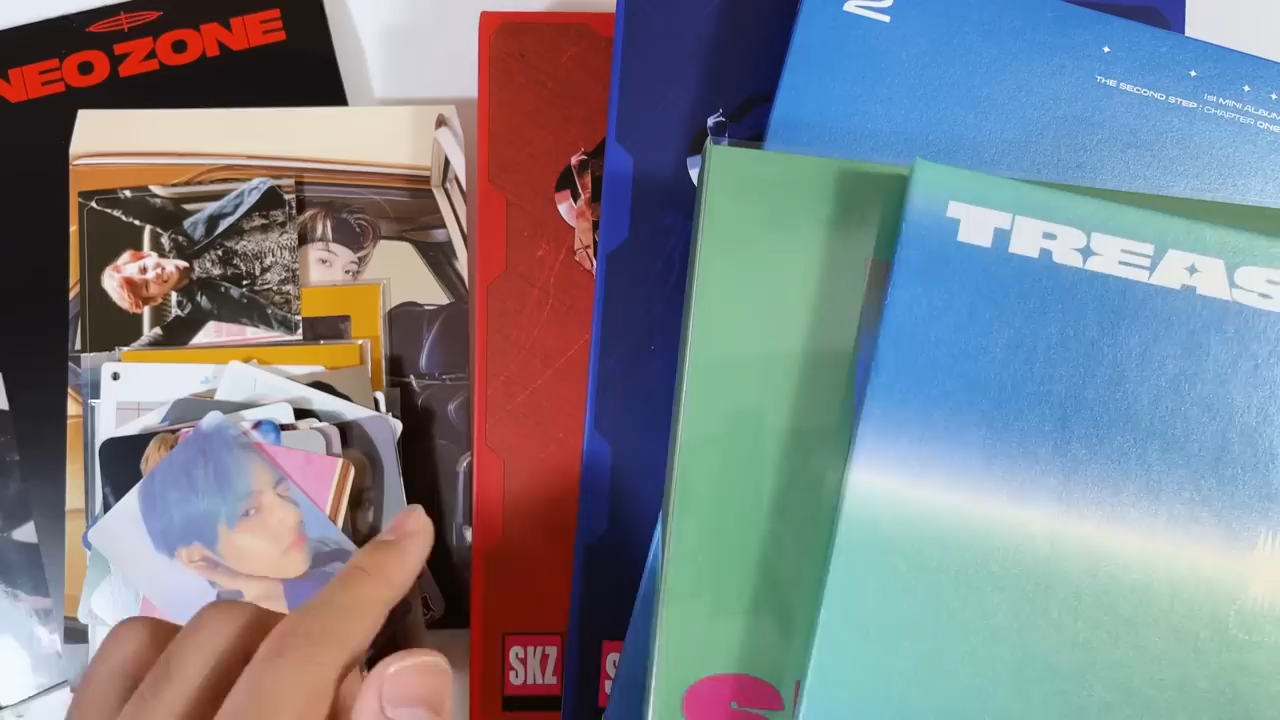 NEO ZONE
1st MINI ALBUM
THE SECOND STEP : CHAPTER ONE
TREAS
SKZ
S
S